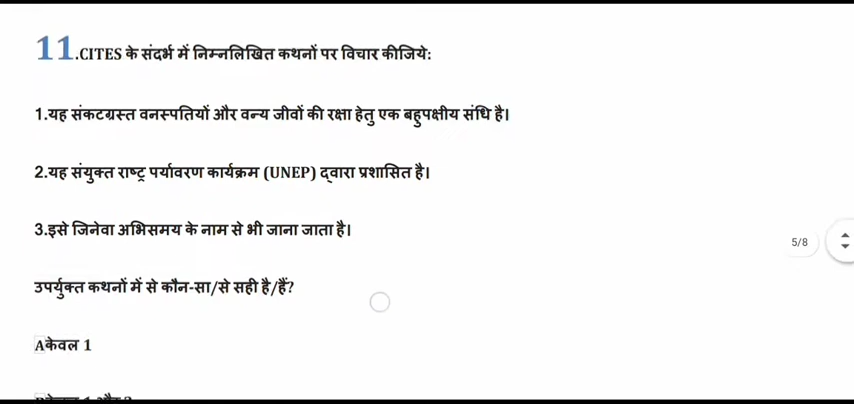 11.CITES के संदर्भ में निम्नलिखित कथनों पर विचार कीजिये:
1.यह संकटग्रस्त वनस्पतियों और वन्य जीवों की रक्षा हेतु एक बहुपक्षीय संधि है।
2.यह संयुक्त राष्ट्र पर्यावरण कार्यक्रम (UNEP) द्वारा प्रशासित है।
3.इसे जिनेवा अभिसमय के नाम से भी जाना जाता है।
5/8
उपर्युक्त कथनों में से कौन-सा/से सही है/हैं?
Aकेवल 1